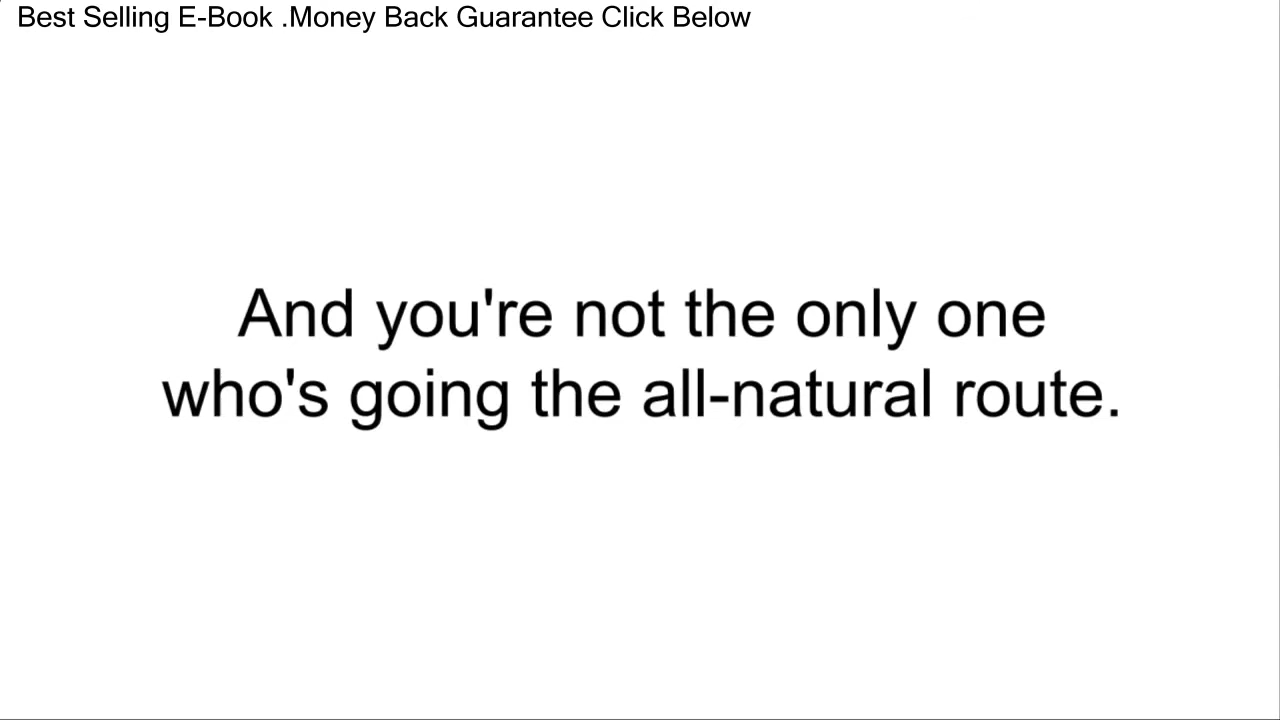 Best Selling E-Book .Money Back Guarantee Click Below
And you're not the only one
who's going the all-natural route.